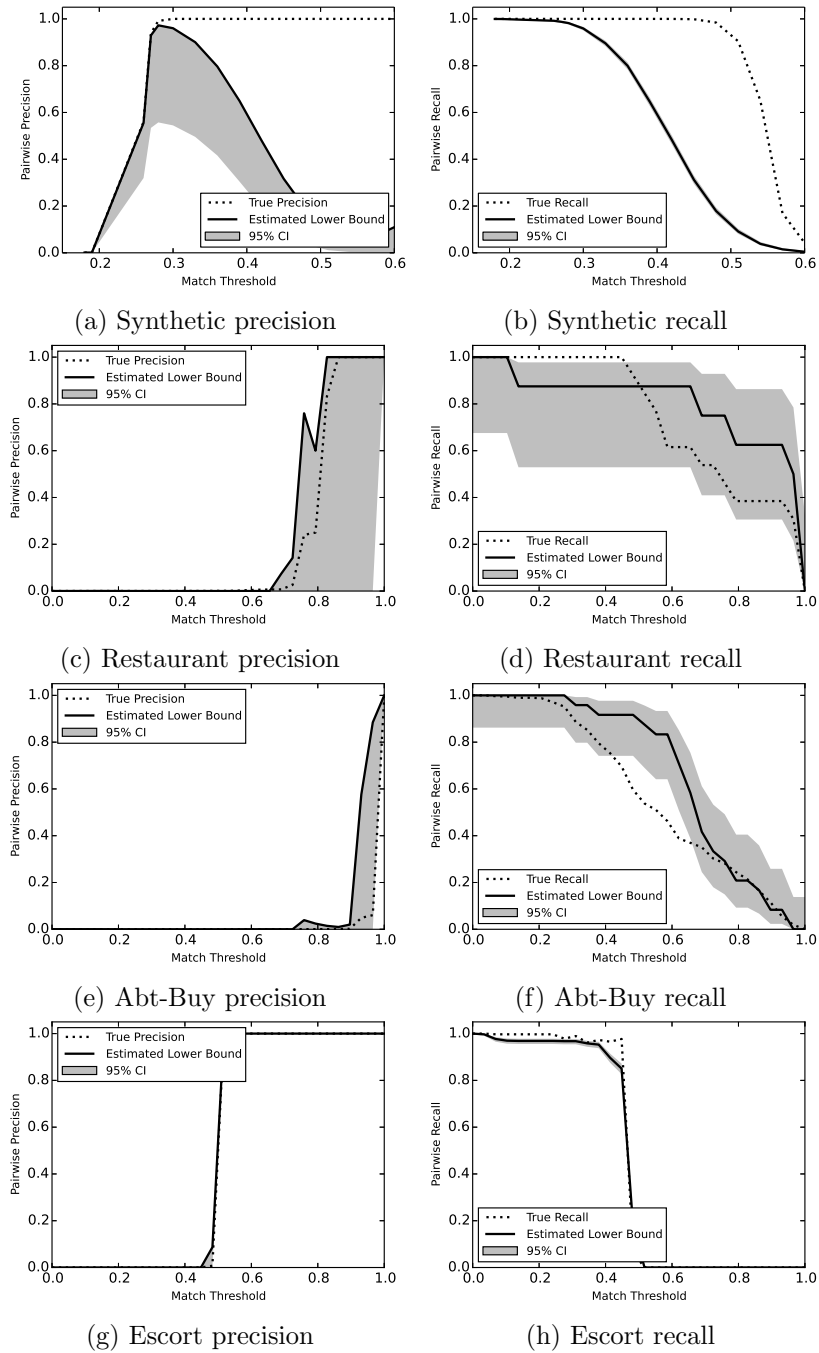 1.0
0.8
0.6
0.4
0.2
0.0
Pairwise Precision
True Precision
Estimated Lower Bound
95% CI
0.2 0.3 0.4 0.5 0.6
Match Threshold
(a) Synthetic precision
1.0
0.8
0.6
0.4
0.2
0.0
Pairwise Recall
True Recall
Estimated Lower Bound
95% CI
0.2 0.3 0.4 0.5 0.6
Match Threshold
(b) Synthetic recall
1.0
0.8
0.6
0.4
0.2
0.0
Pairwise Precision
True Precision
Estimated Lower Bound
95% CI
0.0 0.2 0.4 0.6 0.8 1.0
Match Threshold
(c) Restaurant precision
1.0
0.8
0.6
0.4
0.2
0.0
Pairwise Recall
True Recall
Estimated Lower Bound
95% CI
0.0 0.2 0.4 0.6 0.8 1.0
Match Threshold
(d) Restaurant recall
1.0
0.8
0.6
0.4
0.2
0.0
Pairwise Precision
True Precision
Estimated Lower Bound
95% CI
0.0 0.2 0.4 0.6 0.8 1.0
Match Threshold
(e) Abt-Buy precision
1.0
0.8
0.6
0.4
0.2
0.0
Pairwise Recall
True Recall
Estimated Lower Bound
95% CI
0.0 0.2 0.4 0.6 0.8 1.0
Match Threshold
(f) Abt-Buy recall
1.0
0.8
0.6
0.4
0.2
0.0
Pairwise Precision
True Precision
Estimated Lower Bound
95% CI
0.0 0.2 0.4 0.6 0.8 1.0
Match Threshold
(g) Escort precision
1.0
0.8
0.6
0.4
0.2
0.0
Pairwise Recall
True Recall
Estimated Lower Bound
95% CI
0.0 0.2 0.4 0.6 0.8 1.0
Match Threshold
(h) Escort recall